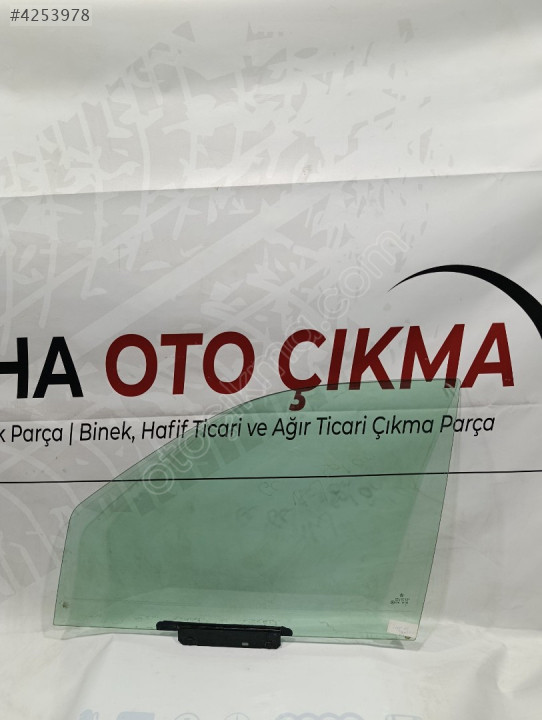 #4253978
HA OTO ÇIKMA
k Parça | Binek, Hafif Ticari ve Ağır Ticari Çıkma Parça